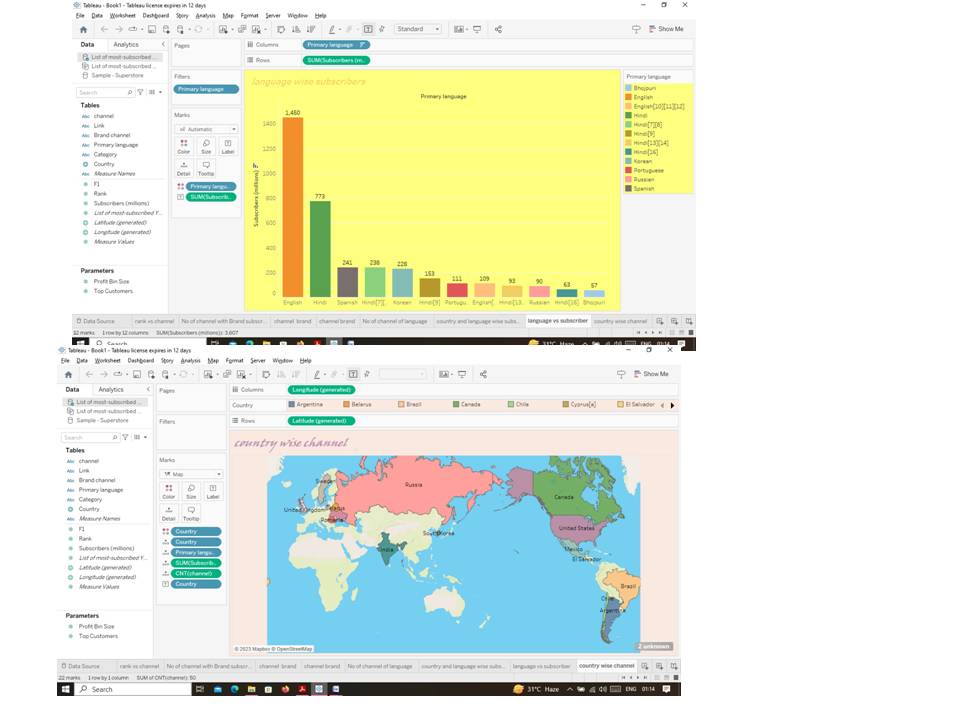 Tableau - Book1 - Tableau license expires in 12 days
File Data Worksheet Dashboard Story Analysis Map Format Server Window Help
Standard
Show Me
Data Analytics
Pages
Columns Primary language
Rows SUM(Subscribers (m..
List of most-subscribed ...
List of most-subscribed ...
Sample - Superstore
Search
Tables
Abc channel
Abc Link
Abc Brand channel
Abc Primary language
Abc Category
Country
Abc Measure Names
F1
Rank
Subscribers (millions)
List of most-subscribed Y...
Latitude (generated)
Longitude (generated)
Measure Values
Parameters
Profit Bin Size
Top Customers
Filters
Primary language
Marks
Automatic
Color Size Label
Detail Tooltip
Primary langu..
SUM(Subscrib..
language wise subscribers
Primary language
Subscribers (millions)
1400
1200
1000
800
600
400
200
0
1,450
773
241
238
228
153
111
109
93
90
63
57
English Hindi Spanish Hindi[7][.. Korean Hindi[9] Portugu.. English[.. Hindi[13.. Russian Hindi[16] Bhojpuri
Primary language
Bhojpuri
English
English[10][11][12]
Hindi
Hindi[7][8]
Hindi[9]
Hindi[13][14]
Hindi[16]
Korean
Portuguese
Russian
Spanish
Data Source rank vs channel No of channel with Brand subscr... channel brand channel brand No of channel of language country and language wise subs... language vs subscriber country wise channel
12 marks 1 row by 12 columns SUM(Subscribers (millions)): 3,607
Search
31°C Haze ENG 01:14
Tableau - Book1 - Tableau license expires in 12 days
File Data Worksheet Dashboard Story Analysis Map Format Server Window Help
Show Me
Data Analytics
Pages
Columns Longitude (generated)
Country Argentina Belarus Brazil Canada Chile Cyprus[a] El Salvador
Rows Latitude (generated)
List of most-subscribed ...
List of most-subscribed ...
Sample - Superstore
Search
Tables
Abc channel
Abc Link
Abc Brand channel
Abc Primary language
Abc Category
Country
Abc Measure Names
F1
Rank
Subscribers (millions)
List of most-subscribed Y...
Latitude (generated)
Longitude (generated)
Measure Values
Parameters
Profit Bin Size
Top Customers
Filters
Marks
Map
Color Size Label
Detail Tooltip
Country
Country
Primary langu..
SUM(Subscrib..
CNT(channel)
Country
country wise channel
Sweden
Russia
United Kingdom
Romania
South Korea
India
Canada
United States
Mexico
El Salvador
Brazil
Chile
Argentina
© 2023 Mapbox © OpenStreetMap
2 unknown
Data Source rank vs channel No of channel with Brand subscr... channel brand channel brand No of channel of language country and language wise subs... language vs subscriber country wise channel
22 marks 1 row by 1 column SUM of CNT(channel): 50
Search
31°C Haze ENG 01:14